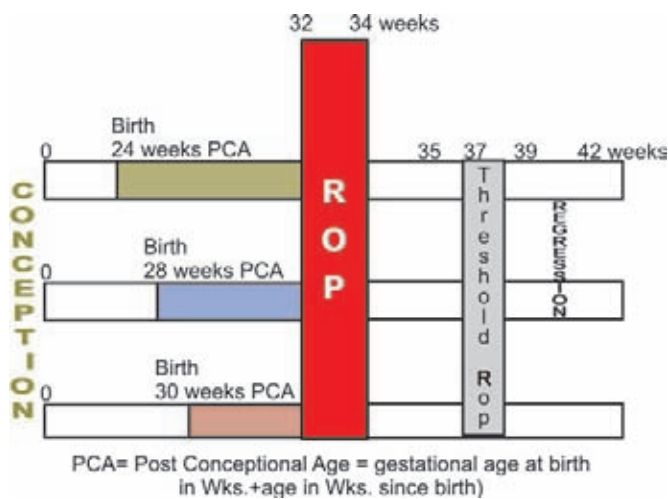 32 34 weeks
Birth
0 24 weeks PCA 35 37 39 42 weeks
CONCEPTION
ROP
Threshold Rop
REGRESSION
Birth
0 28 weeks PCA
Birth
0 30 weeks PCA
PCA= Post Conceptional Age = gestational age at birth
in Wks.+age in Wks. since birth)